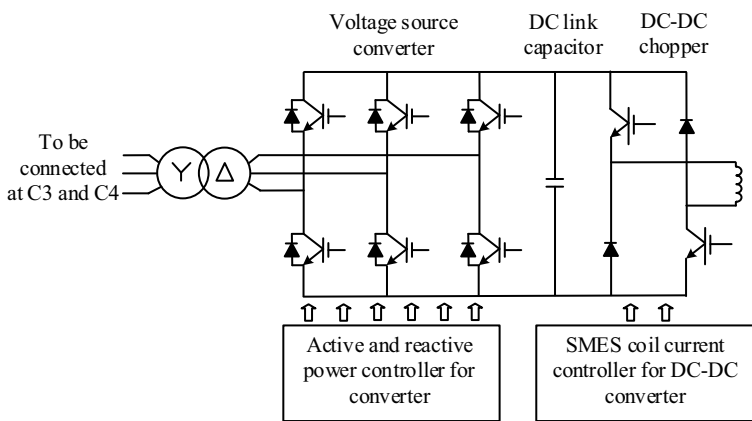 Voltage source
converter
DC link
capacitor
DC-DC
chopper
To be
connected
at C3 and C4
Y
Δ
Active and reactive
power controller for
converter
SMES coil current
controller for DC-DC
converter